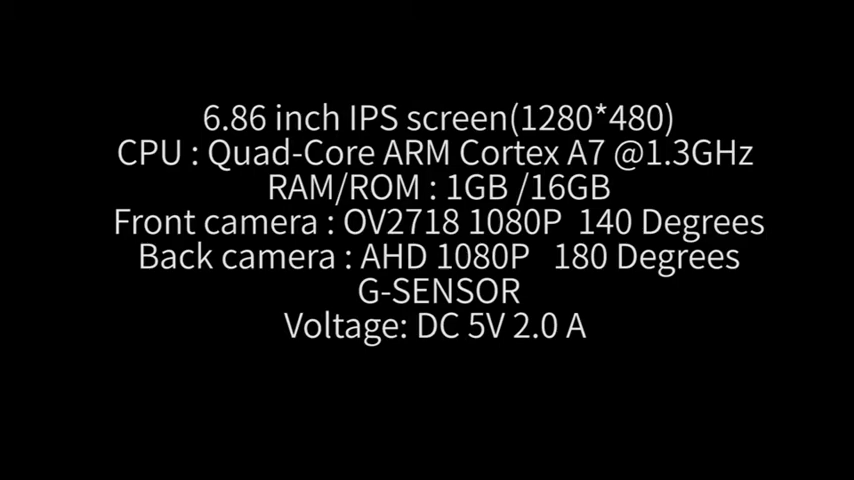 6.86 inch IPS screen(1280*480)
CPU : Quad-Core ARM Cortex A7 @1.3GHz
RAM/ROM : 1GB /16GB
Front camera : OV2718 1080P  140 Degrees
Back camera : AHD 1080P   180 Degrees
G-SENSOR
Voltage: DC 5V 2.0 A